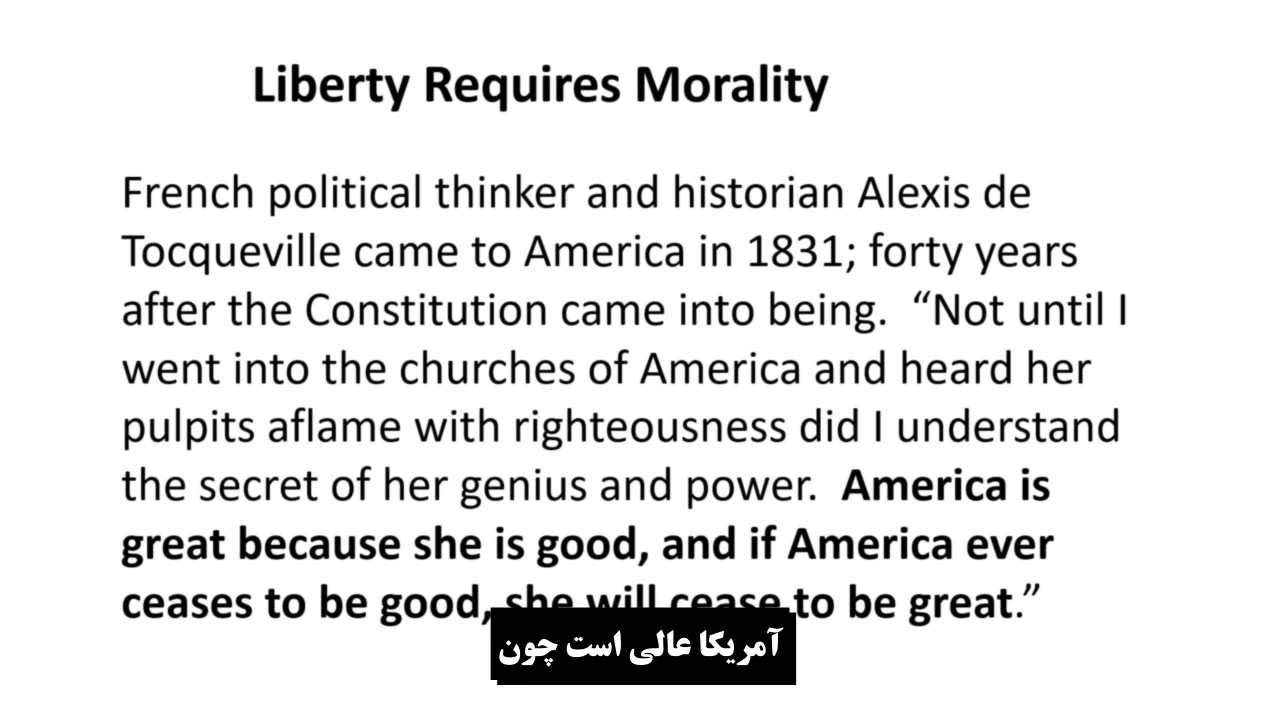 Liberty Requires Morality
French political thinker and historian Alexis de
Tocqueville came to America in 1831; forty years
after the Constitution came into being.  “Not until I
went into the churches of America and heard her
pulpits aflame with righteousness did I understand
the secret of her genius and power.  America is
great because she is good, and if America ever
ceases to be good, she will cease to be great.”
آمریکا عالی است چون